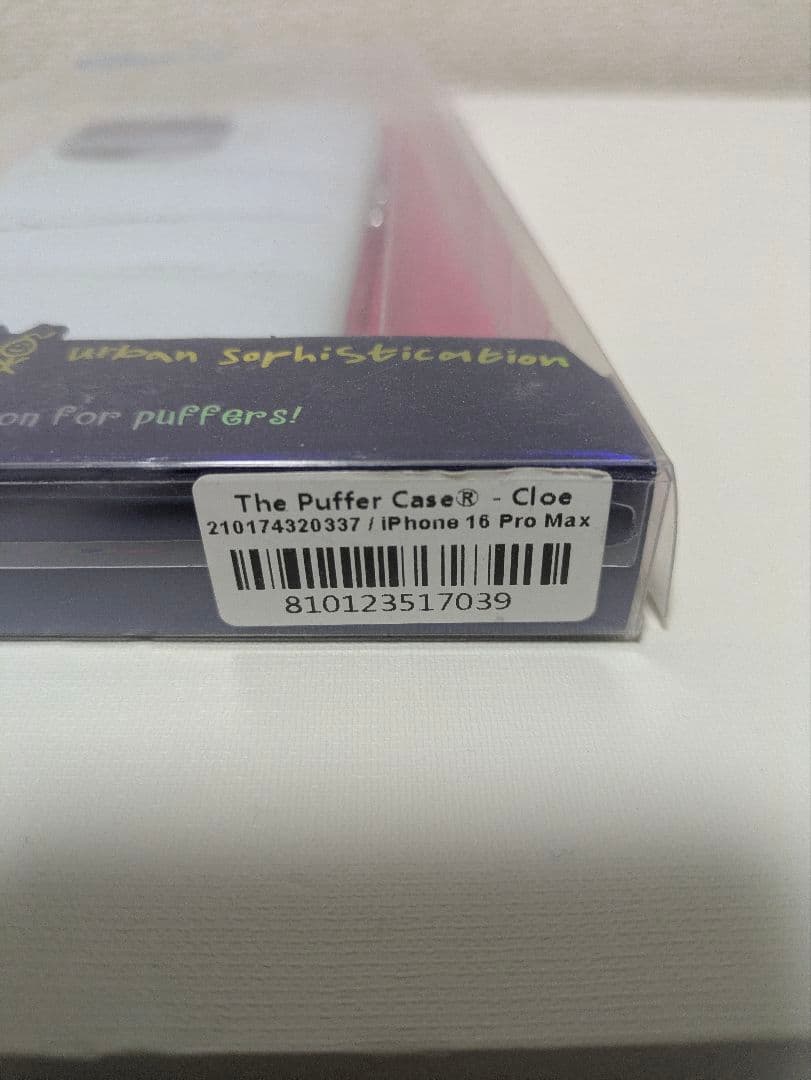 urban sophistication
on for puffers!
The Puffer Case® - Cloe
210174320337 / iPhone 16 Pro Max
810123517039